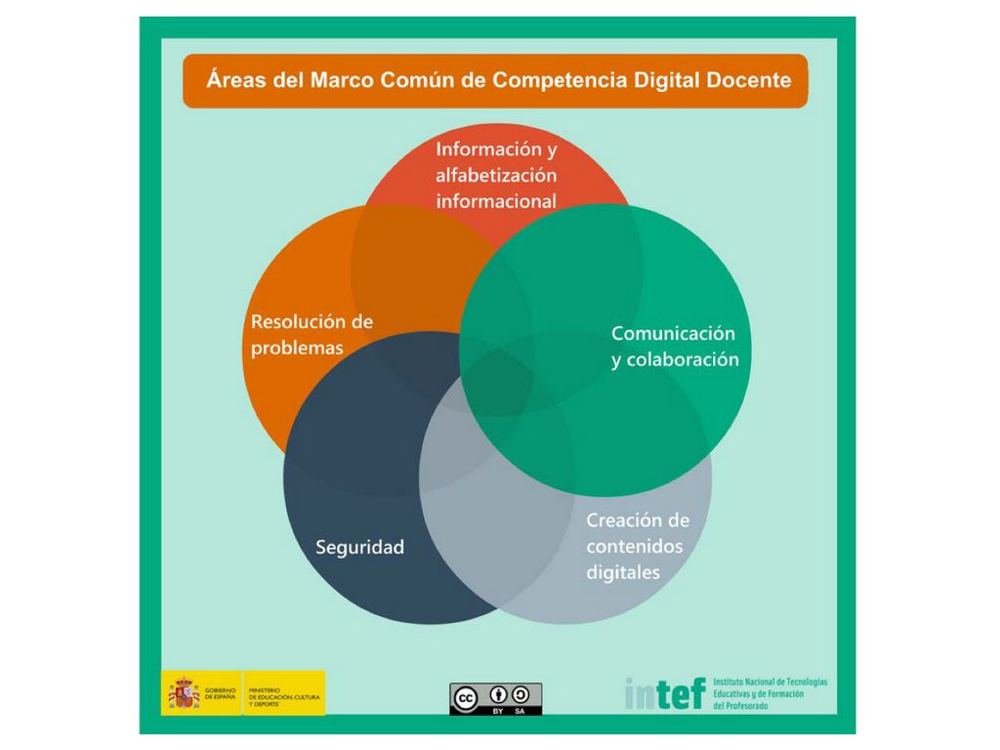 Áreas del Marco Común de Competencia Digital Docente
Información y
alfabetización
informacional
Resolución de
problemas
Comunicación
y colaboración
Seguridad
Creación de
contenidos
digitales
GOBIERNO
DE ESPAÑA
MINISTERIO
DE EDUCACIÓN, CULTURA
Y DEPORTE
cc
BY SA
intef
Instituto Nacional de Tecnologías
Educativas y de Formación
del Profesorado